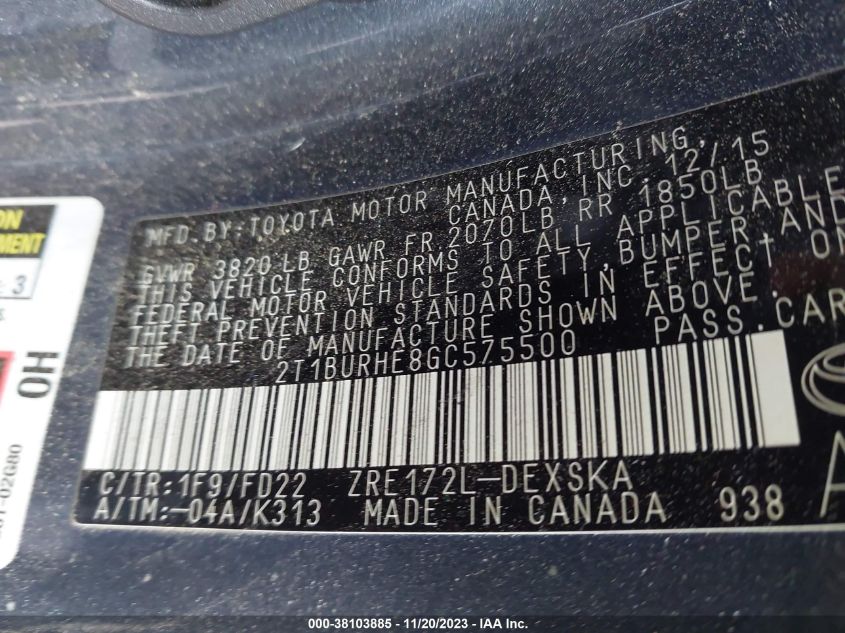 MFD.BY:TOYOTA MOTOR MANUFACTURING,
CANADA, INC. 12/15
GVWR 3820 LB GAWR FR 2070LB RR 1850LB
THIS VEHICLE CONFORMS TO ALL APPLICABLE
FEDERAL MOTOR VEHICLE SAFETY, BUMPER, AND
THEFT PREVENTION STANDARDS IN EFFECT ON
THE DATE OF MANUFACTURE SHOWN ABOVE.
2T1BURHE8GC575500 PASS.CAR
C/TR:1F9/FD22 ZRE172L-DEXSKA
A/TM:-04A/K313 MADE IN CANADA 938
HO
3
000-38103885 - 11/20/2023 - IAAI.com